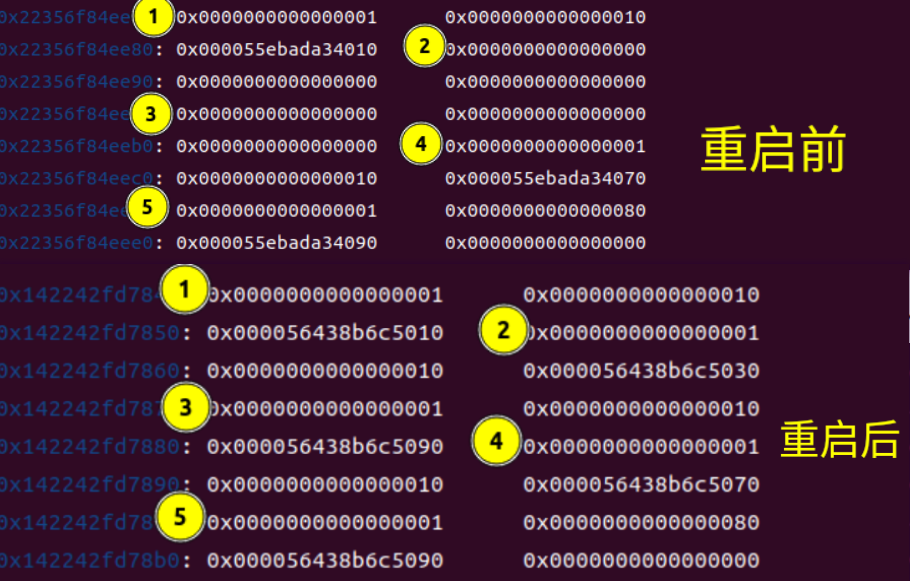 0x22356f84ee 1 0x0000000000000001 0x0000000000000010
0x22356f84ee80: 0x000055ebada34010 2 0x0000000000000000
0x22356f84ee90: 0x0000000000000000 0x0000000000000000
0x22356f84ee 3 0x0000000000000000 0x0000000000000000
0x22356f84eeb0: 0x0000000000000000 4 0x0000000000000001
重启前
0x22356f84eec0: 0x0000000000000010 0x000055ebada34070
0x22356f84ee 5 0x0000000000000001 0x0000000000000080
0x22356f84eee0: 0x000055ebada34090 0x0000000000000000
0x142242fd78 1 0x0000000000000001 0x0000000000000010
0x142242fd7850: 0x000056438b6c5010 2 0x0000000000000001
0x142242fd7860: 0x0000000000000010 0x000056438b6c5030
0x142242fd78 3 0x0000000000000001 0x0000000000000010
0x142242fd7880: 0x000056438b6c5090 4 0x0000000000000001
重启后
0x142242fd7890: 0x0000000000000010 0x000056438b6c5070
0x142242fd78 5 0x0000000000000001 0x0000000000000080
0x142242fd78b0: 0x000056438b6c5090 0x0000000000000000